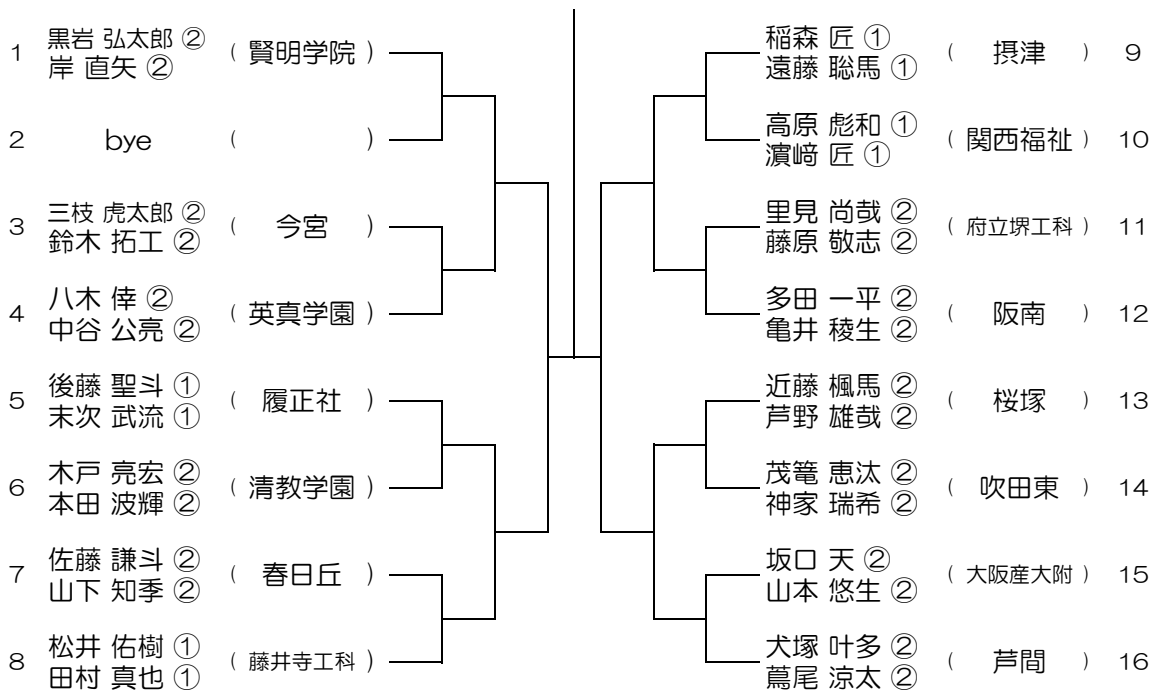 1 黒岩 弘太郎 ② ( 賢明学院 )
岸 直矢 ②
2 bye ( )
3 三枝 虎太郎 ② ( 今宮 )
鈴木 拓工 ②
4 八木 倖 ② ( 英真学園 )
中谷 公亮 ②
5 後藤 聖斗 ① ( 履正社 )
末次 武流 ①
6 木戸 亮宏 ② ( 清教学園 )
本田 波輝 ②
7 佐藤 謙斗 ② ( 春日丘 )
山下 知季 ②
8 松井 佑樹 ① ( 藤井寺工科 )
田村 真也 ①
稲森 匠 ① ( 摂津 ) 9
遠藤 聡馬 ①
高原 彪和 ① ( 関西福祉 ) 10
濵﨑 匠 ①
里見 尚哉 ② ( 府立堺工科 ) 11
藤原 敬志 ②
多田 一平 ② ( 阪南 ) 12
亀井 稜生 ②
近藤 楓馬 ② ( 桜塚 ) 13
芦野 雄哉 ②
茂篭 恵汰 ② ( 吹田東 ) 14
神家 瑞希 ②
坂口 天 ② ( 大阪産大附 ) 15
山本 悠生 ②
犬塚 叶多 ② ( 芦間 ) 16
蔦尾 涼太 ②